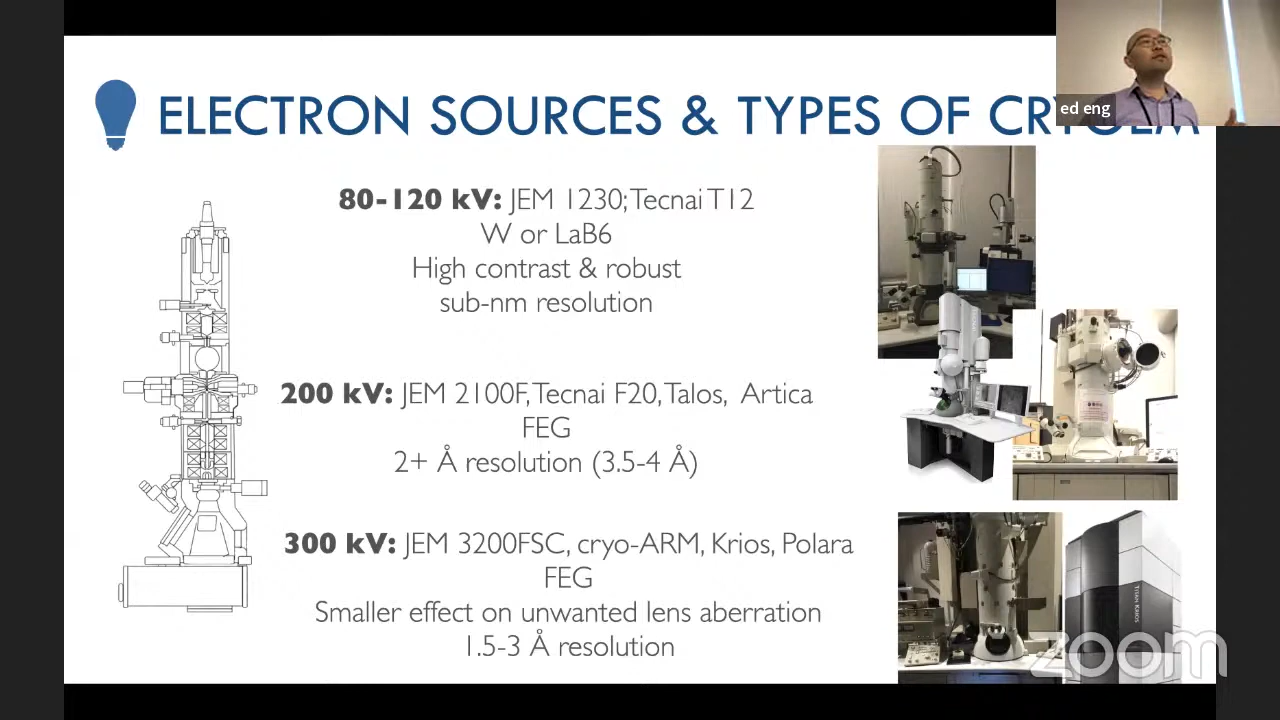 ELECTRON SOURCES & TYPES OF CRYOEM
ed eng
80-120 kV: JEM 1230; Tecnai T12
W or LaB6
High contrast & robust
sub-nm resolution
200 kV: JEM 2100F, Tecnai F20, Talos, Artica
FEG
2+ Å resolution (3.5-4 Å)
300 kV: JEM 3200FSC, cryo-ARM, Krios, Polara
FEG
Smaller effect on unwanted lens aberration
1.5-3 Å resolution
TITAN KRIOS
zoom